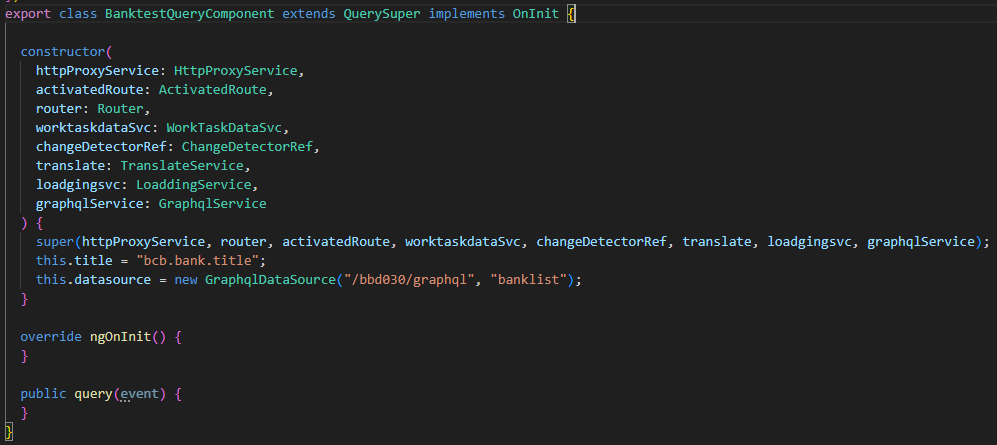 export class BanktestQueryComponent extends QuerySuper implements OnInit {
constructor(
httpProxyService: HttpProxyService,
activatedRoute: ActivatedRoute,
router: Router,
worktaskdataSvc: WorkTaskDataSvc,
changeDetectorRef: ChangeDetectorRef,
translate: TranslateService,
loadgingsvc: LoaddingService,
graphqlService: GraphqlService
) {
super(httpProxyService, router, activatedRoute, worktaskdataSvc, changeDetectorRef, translate, loadgingsvc, graphqlService);
this.title = "bcb.bank.title";
this.datasource = new GraphqlDataSource("/bbd030/graphql", "banklist");
}
override ngOnInit() {
}
public query(event) {
}
}